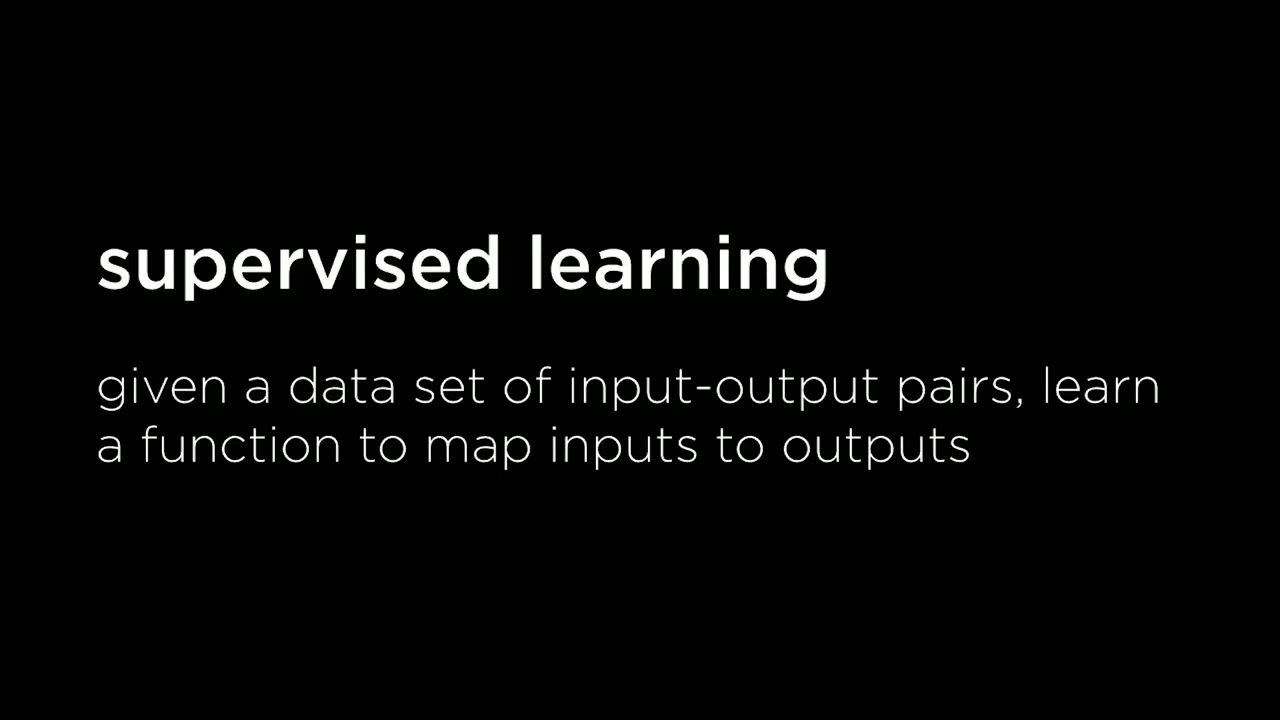 supervised learning
given a data set of input-output pairs, learn
a function to map inputs to outputs